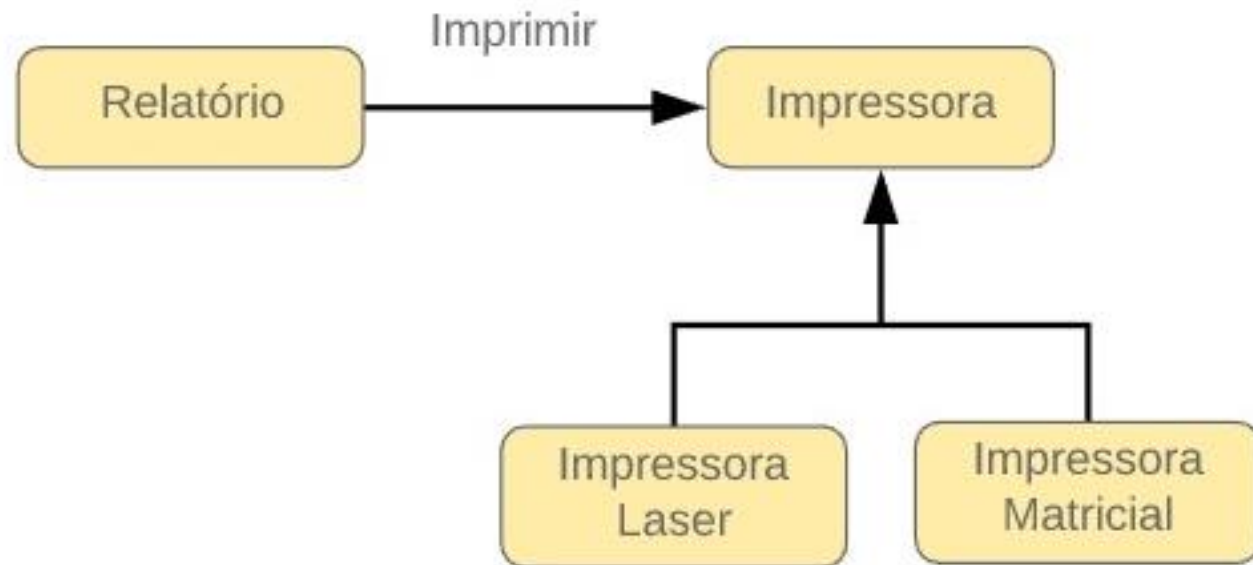 Imprimir
Relatório
Impressora
Impressora
Laser
Impressora
Matricial